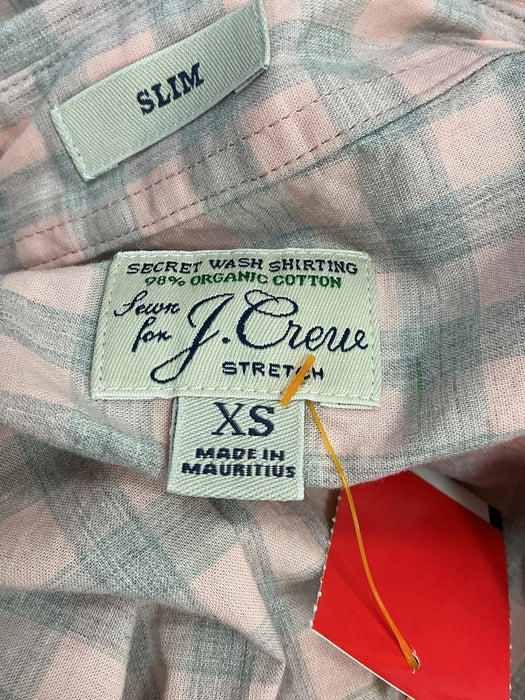 SLIM
SECRET WASH SHIRTING
98% ORGANIC COTTON
Sewn
for J.Crew
STRETCH
XS
MADE IN
MAURITIUS